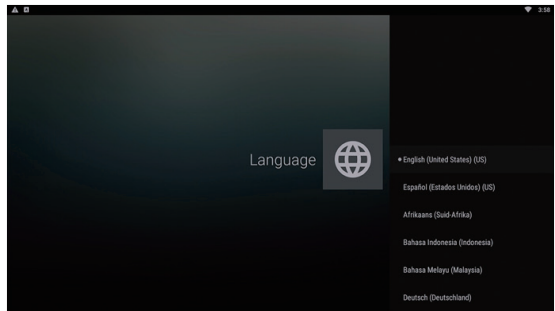 3:58
Language
English (United States) (US)
Español (Estados Unidos) (US)
Afrikaans (Suid-Afrika)
Bahasa Indonesia (Indonesia)
Bahasa Melayu (Malaysia)
Deutsch (Deutschland)